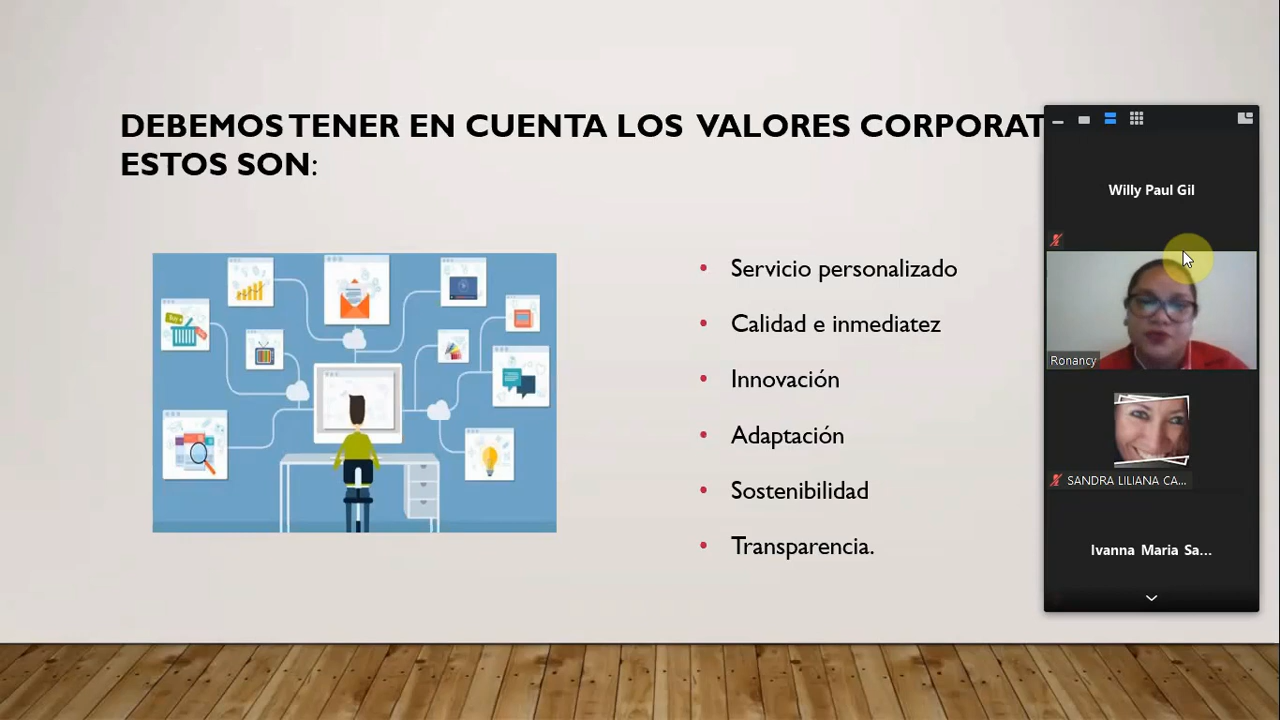 DEBEMOS TENER EN CUENTA LOS VALORES CORPORAT
ESTOS SON:
Servicio personalizado
Calidad e inmediatez
Innovación
Adaptación
Sostenibilidad
Transparencia.
Willy Paul Gil
Ronancy
SANDRA LILIANA CA...
Ivanna Maria Sa...